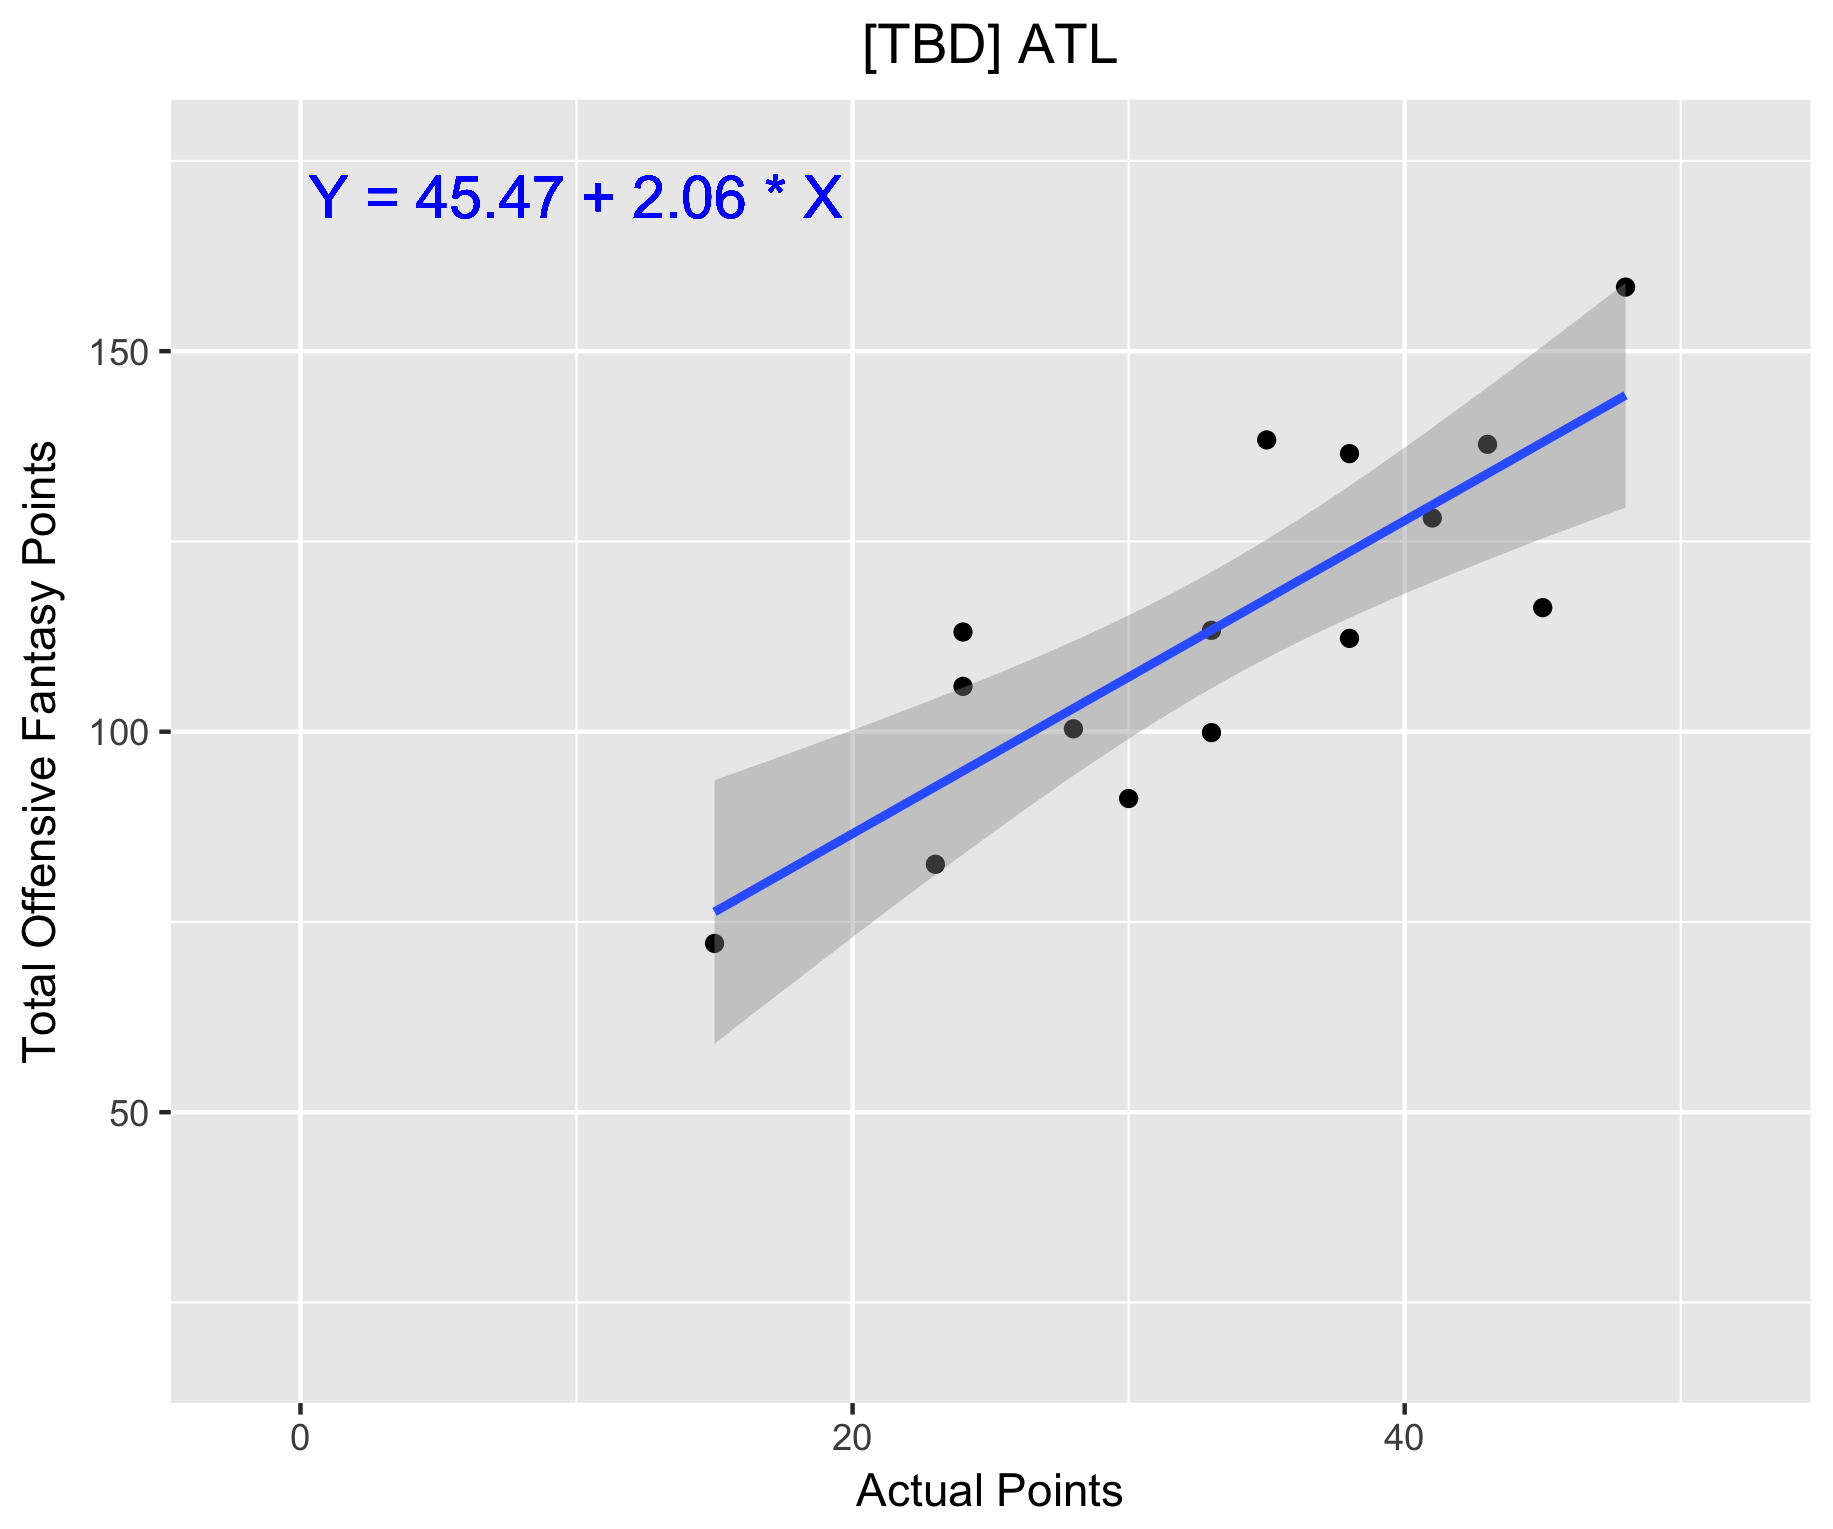 [TBD] ATL
Y = 45.47 + 2.06 * X
Total Offensive Fantasy Points
150
100
50
0 20 40
Actual Points